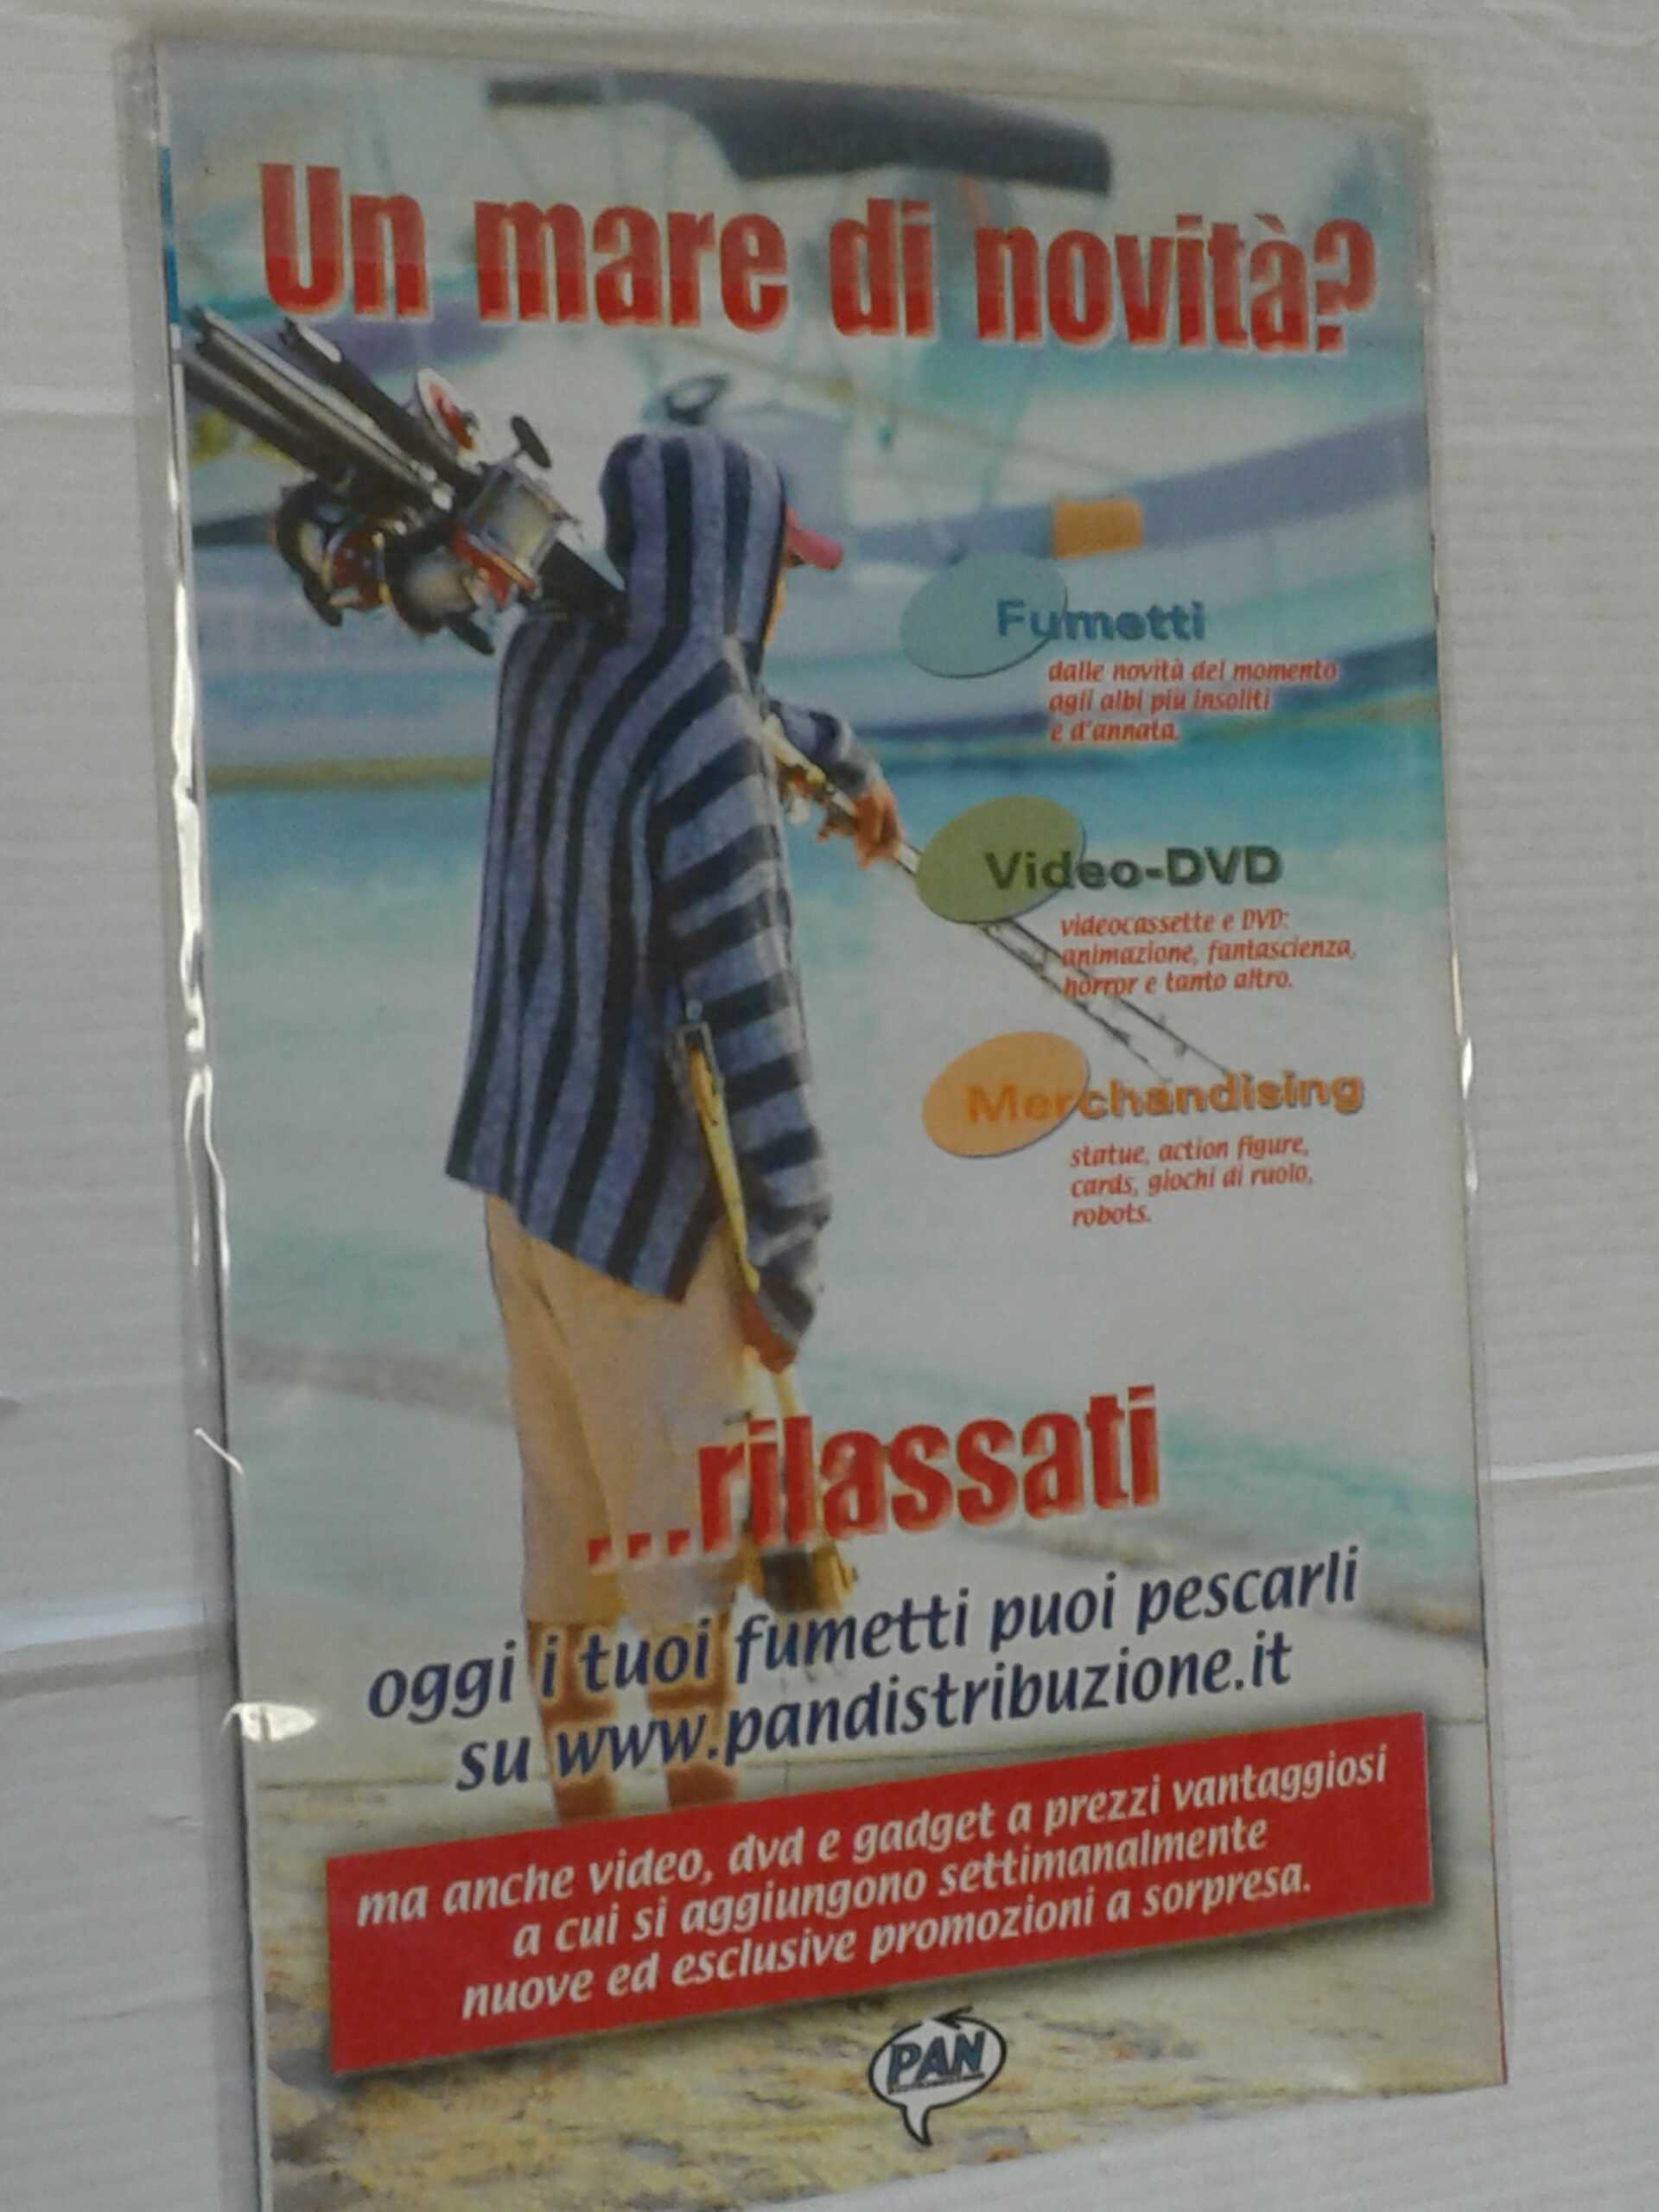 Un mare di novità?
Fumetti
dalle novità del momento
agli albi più insoliti
e d'annata.
Video-DVD
videocassette e DVD:
animazione, fantascienza,
horror e tanto altro.
Merchandising
statue, action figure,
cards, giochi di ruolo,
robots.
...rilassati
oggi i tuoi fumetti puoi pescarli
su www.pandistribuzione.it
ma anche video, dvd e gadget a prezzi vantaggiosi
a cui si aggiungono settimanalmente
nuove ed esclusive promozioni a sorpresa.
PAN